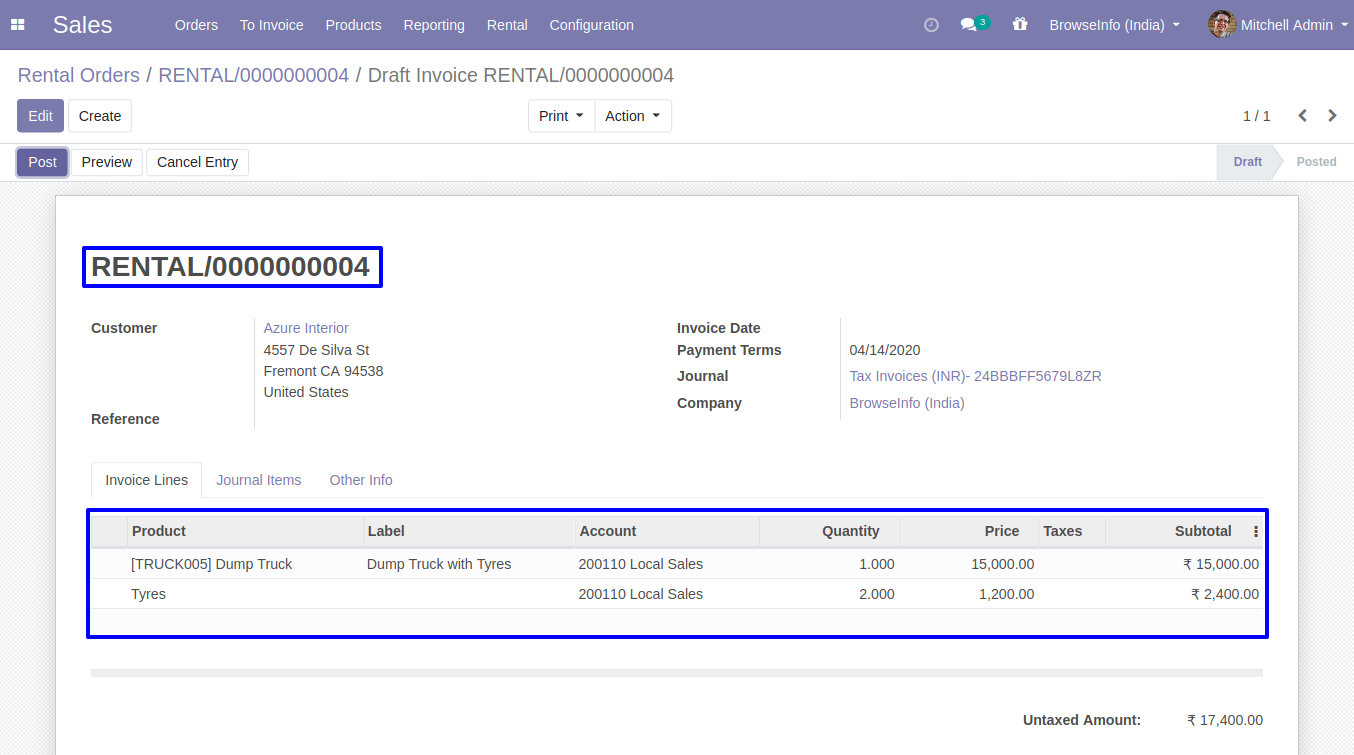 Sales Orders To Invoice Products Reporting Rental Configuration 3 BrowseInfo (India) Mitchell Admin
Rental Orders / RENTAL/0000000004 / Draft Invoice RENTAL/0000000004
Edit Create Print Action 1 / 1
Post Preview Cancel Entry Draft Posted
RENTAL/0000000004
Customer Azure Interior Invoice Date
4557 De Silva St Payment Terms 04/14/2020
Fremont CA 94538 Journal Tax Invoices (INR)- 24BBBFF5679L8ZR
United States Company BrowseInfo (India)
Reference
Invoice Lines Journal Items Other Info
Product Label Account Quantity Price Taxes Subtotal
[TRUCK005] Dump Truck Dump Truck with Tyres 200110 Local Sales 1.000 15,000.00 ₹ 15,000.00
Tyres 200110 Local Sales 2.000 1,200.00 ₹ 2,400.00
Untaxed Amount: ₹ 17,400.00